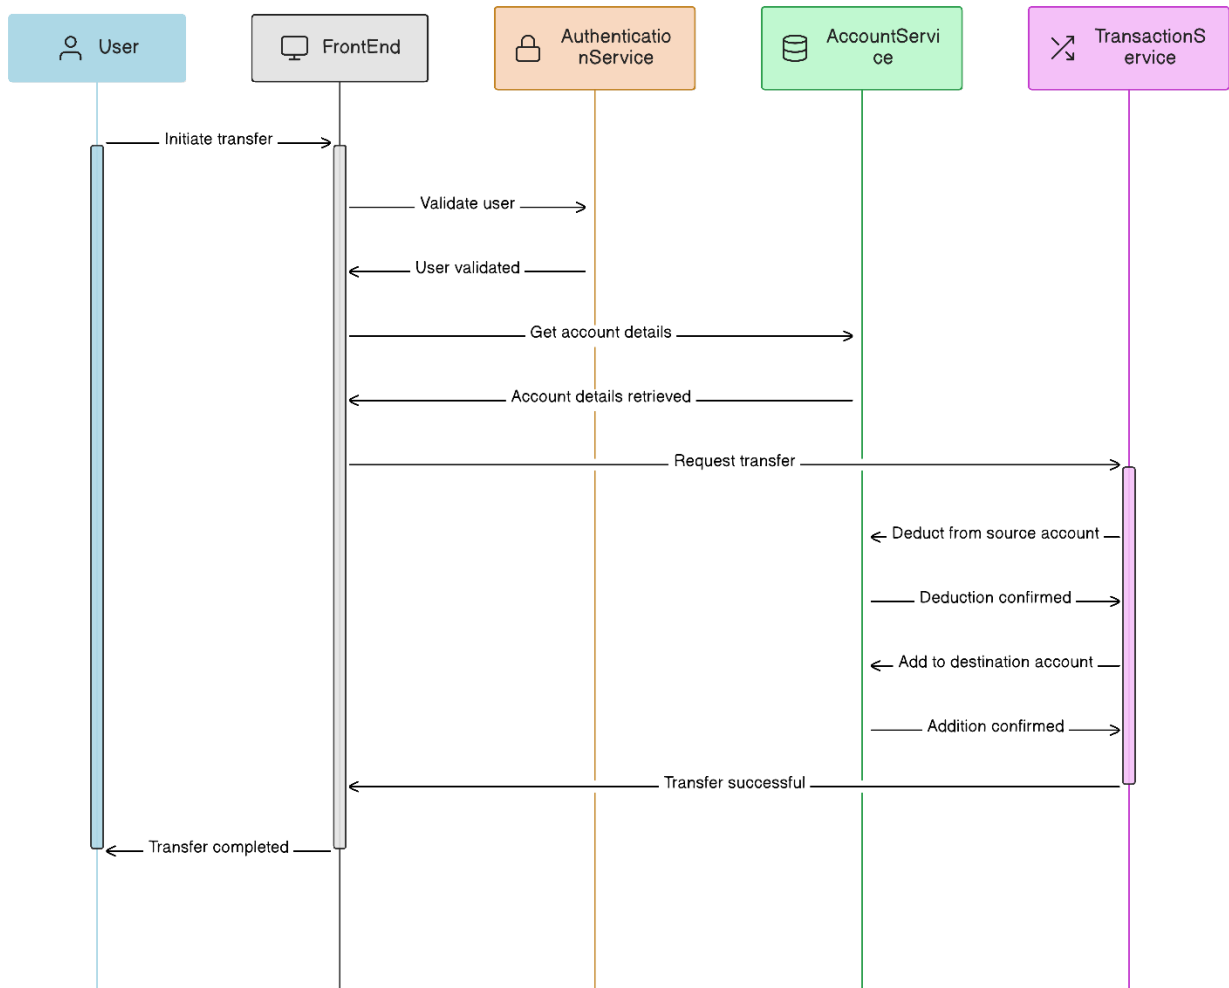 User
FrontEnd
Authenticatio
nService
AccountServi
ce
TransactionS
ervice
Initiate transfer
Validate user
User validated
Get account details
Account details retrieved
Request transfer
Deduct from source account
Deduction confirmed
Add to destination account
Addition confirmed
Transfer successful
Transfer completed